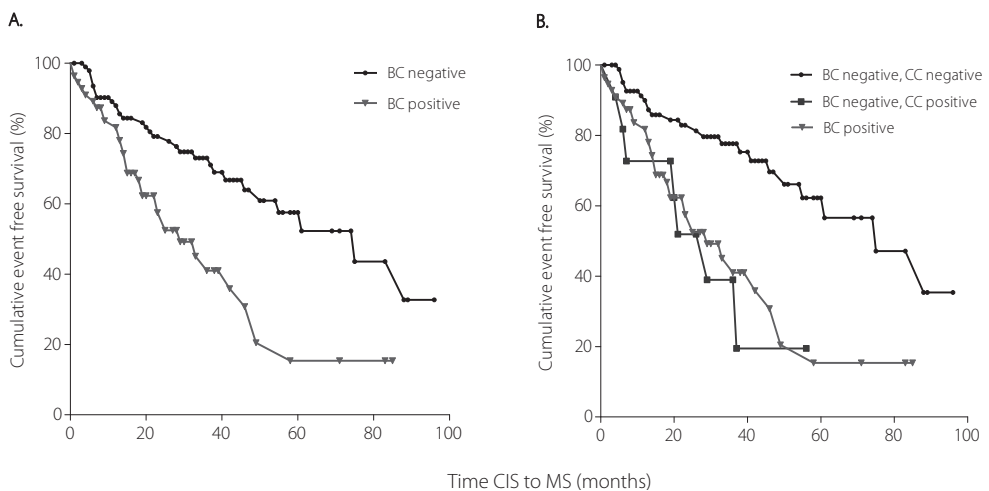 A.
Cumulative event free survival (%)
100
80
60
40
20
0
0 20 40 60 80 100
BC negative
BC positive
B.
Cumulative event free survival (%)
100
80
60
40
20
0
0 20 40 60 80 100
BC negative, CC negative
BC negative, CC positive
BC positive
Time CIS to MS (months)